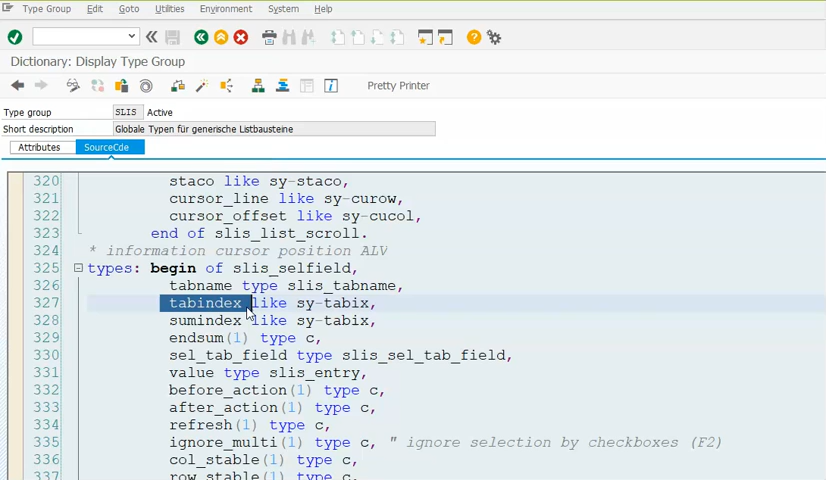 Type Group Edit Goto Utilities Environment System Help
Dictionary: Display Type Group
Pretty Printer
Type group SLIS Active
Short description Globale Typen für generische Listbausteine
Attributes SourceCde
320 staco like sy-staco,
321 cursor_line like sy-curow,
322 cursor_offset like sy-cucol,
323 end of slis_list_scroll.
324 * information cursor position ALV
325 types: begin of slis_selfield,
326 tabname type slis_tabname,
327 tabindex like sy-tabix,
328 sumindex like sy-tabix,
329 endsum(1) type c,
330 sel_tab_field type slis_sel_tab_field,
331 value type slis_entry,
332 before_action(1) type c,
333 after_action(1) type c,
334 refresh(1) type c,
335 ignore_multi(1) type c, " ignore selection by checkboxes (F2)
336 col_stable(1) type c,
337 row_stable(1) type c,